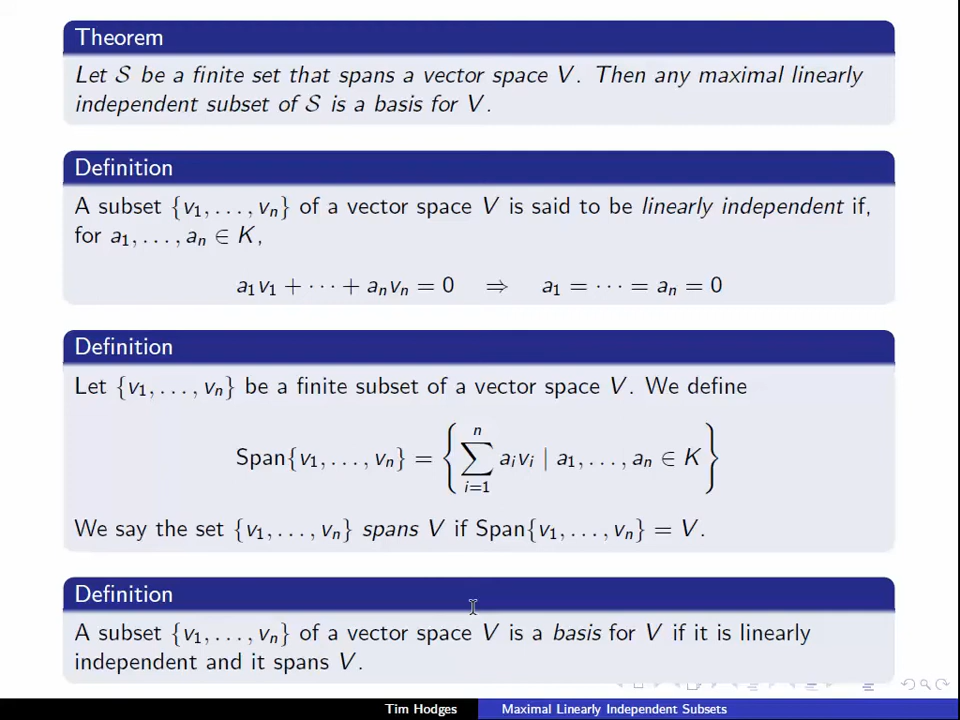 Theorem
Let S be a finite set that spans a vector space V. Then any maximal linearly
independent subset of S is a basis for V.
Definition
A subset {v₁, . . . , vₙ} of a vector space V is said to be linearly independent if,
for a₁, . . . , aₙ ∈ K,
a₁v₁ + · · · + aₙvₙ = 0 ⇒ a₁ = · · · = aₙ = 0
Definition
Let {v₁, . . . , vₙ} be a finite subset of a vector space V. We define
Span{v₁, . . . , vₙ} = { ∑ᵢ₌₁ⁿ aᵢvᵢ | a₁, . . . , aₙ ∈ K }
We say the set {v₁, . . . , vₙ} spans V if Span{v₁, . . . , vₙ} = V.
Definition
A subset {v₁, . . . , vₙ} of a vector space V is a basis for V if it is linearly
independent and it spans V.
Tim Hodges Maximal Linearly Independent Subsets